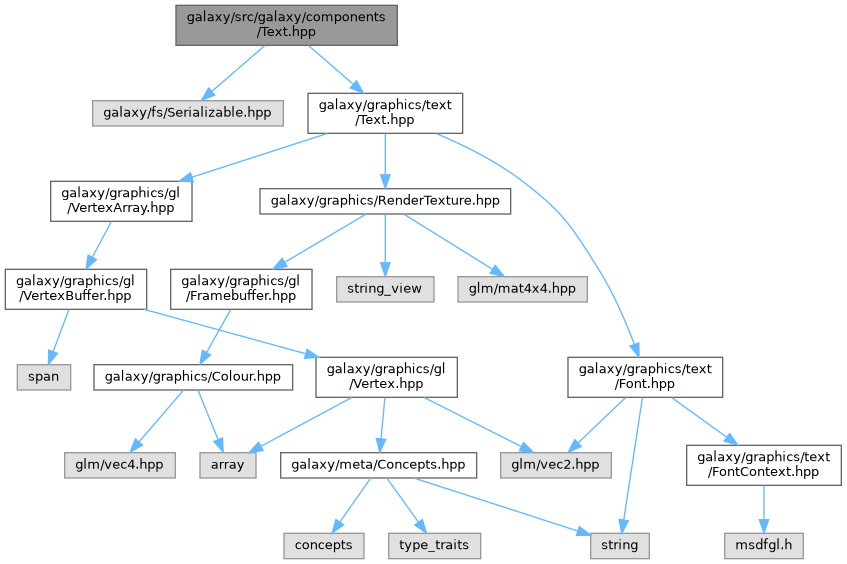 galaxy/src/galaxy/components
/Text.hpp
galaxy/fs/Serializable.hpp
galaxy/graphics/text
/Text.hpp
galaxy/graphics/gl
/VertexArray.hpp
galaxy/graphics/RenderTexture.hpp
galaxy/graphics/gl
/VertexBuffer.hpp
galaxy/graphics/gl
/Framebuffer.hpp
string_view
glm/mat4x4.hpp
span
galaxy/graphics/Colour.hpp
galaxy/graphics/gl
/Vertex.hpp
galaxy/graphics/text
/Font.hpp
glm/vec4.hpp
array
galaxy/meta/Concepts.hpp
glm/vec2.hpp
galaxy/graphics/text
/FontContext.hpp
concepts
type_traits
string
msdfgl.h